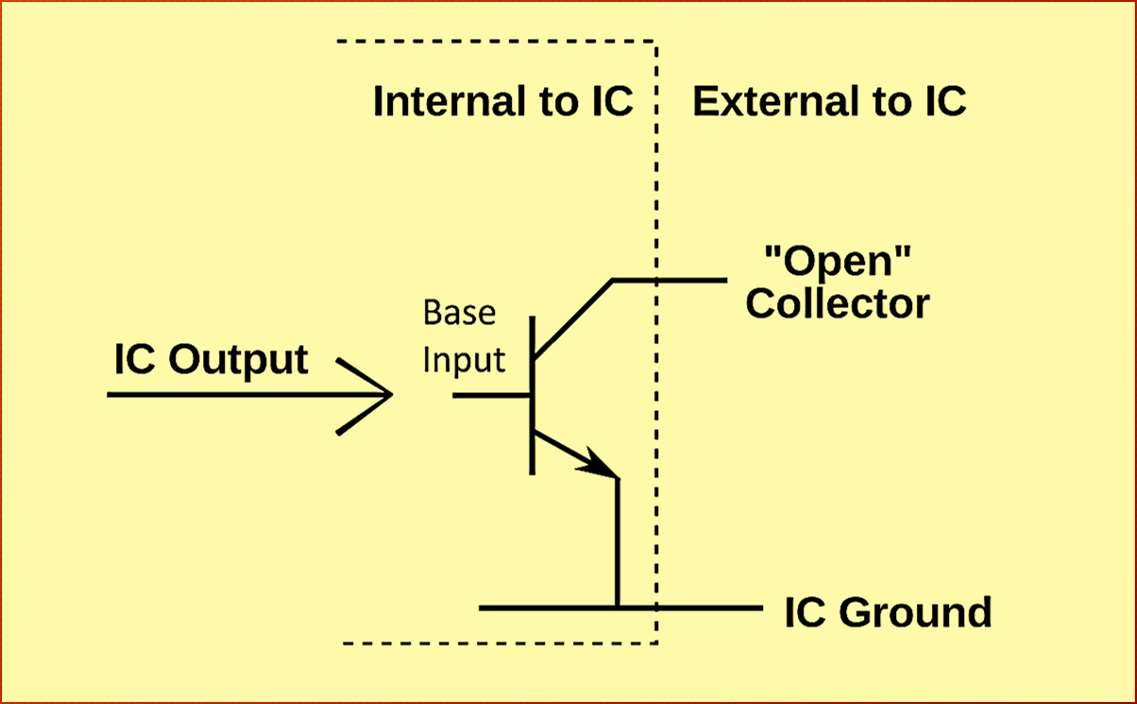 Internal to IC
External to IC
"Open"
Collector
Base
Input
IC Output
IC Ground